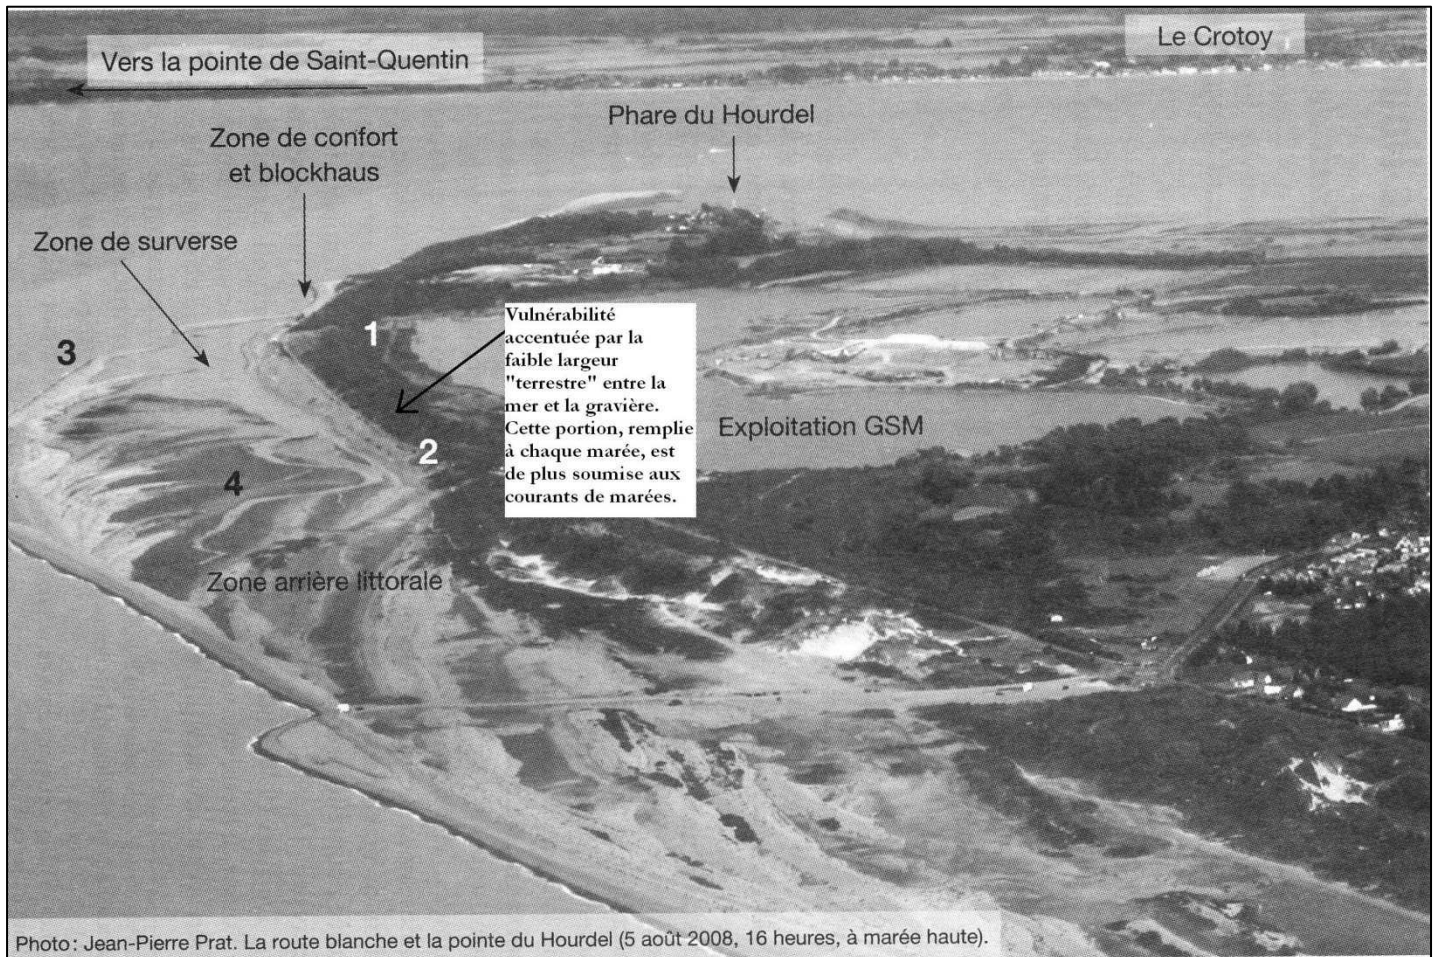 Vers la pointe de Saint-Quentin
Le Crotoy
Zone de confort
et blockhaus
Phare du Hourdel
Zone de surverse
1
3
Vulnérabilité
accentuée par la
faible largeur
"terrestre" entre la
mer et la gravière.
Cette portion, remplie
à chaque marée, est
de plus soumise aux
courants de marées.
Exploitation GSM
2
4
Zone arrière littorale
Photo: Jean-Pierre Prat. La route blanche et la pointe du Hourdel (5 août 2008, 16 heures, à marée haute).